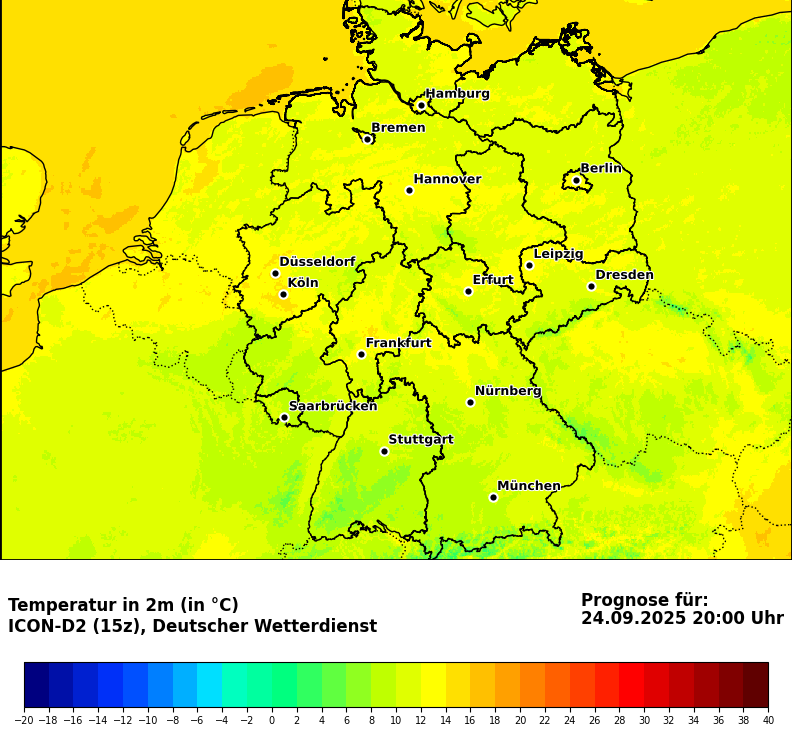 Hamburg
Bremen
Berlin
Hannover
Leipzig
Düsseldorf
Dresden
Köln
Erfurt
Frankfurt
Nürnberg
Saarbrücken
Stuttgart
München
Temperatur in 2m (in °C)
ICON-D2 (15z), Deutscher Wetterdienst
Prognose für:
24.09.2025 20:00 Uhr
−20 −18 −16 −14 −12 −10 −8 −6 −4 −2 0 2 4 6 8 10 12 14 16 18 20 22 24 26 28 30 32 34 36 38 40